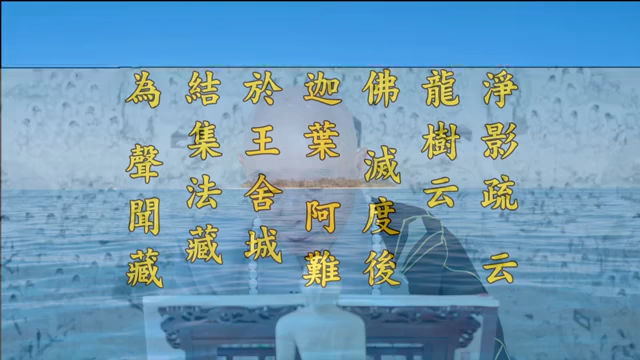 淨影疏 云
龍樹云
佛 滅度後
迦葉 阿難
於王舍城
結集法藏
為 聲聞藏